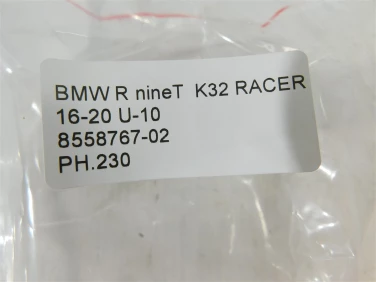 BMW R nineT K32 RACER
16-20 U-10
8558767-02
PH.230